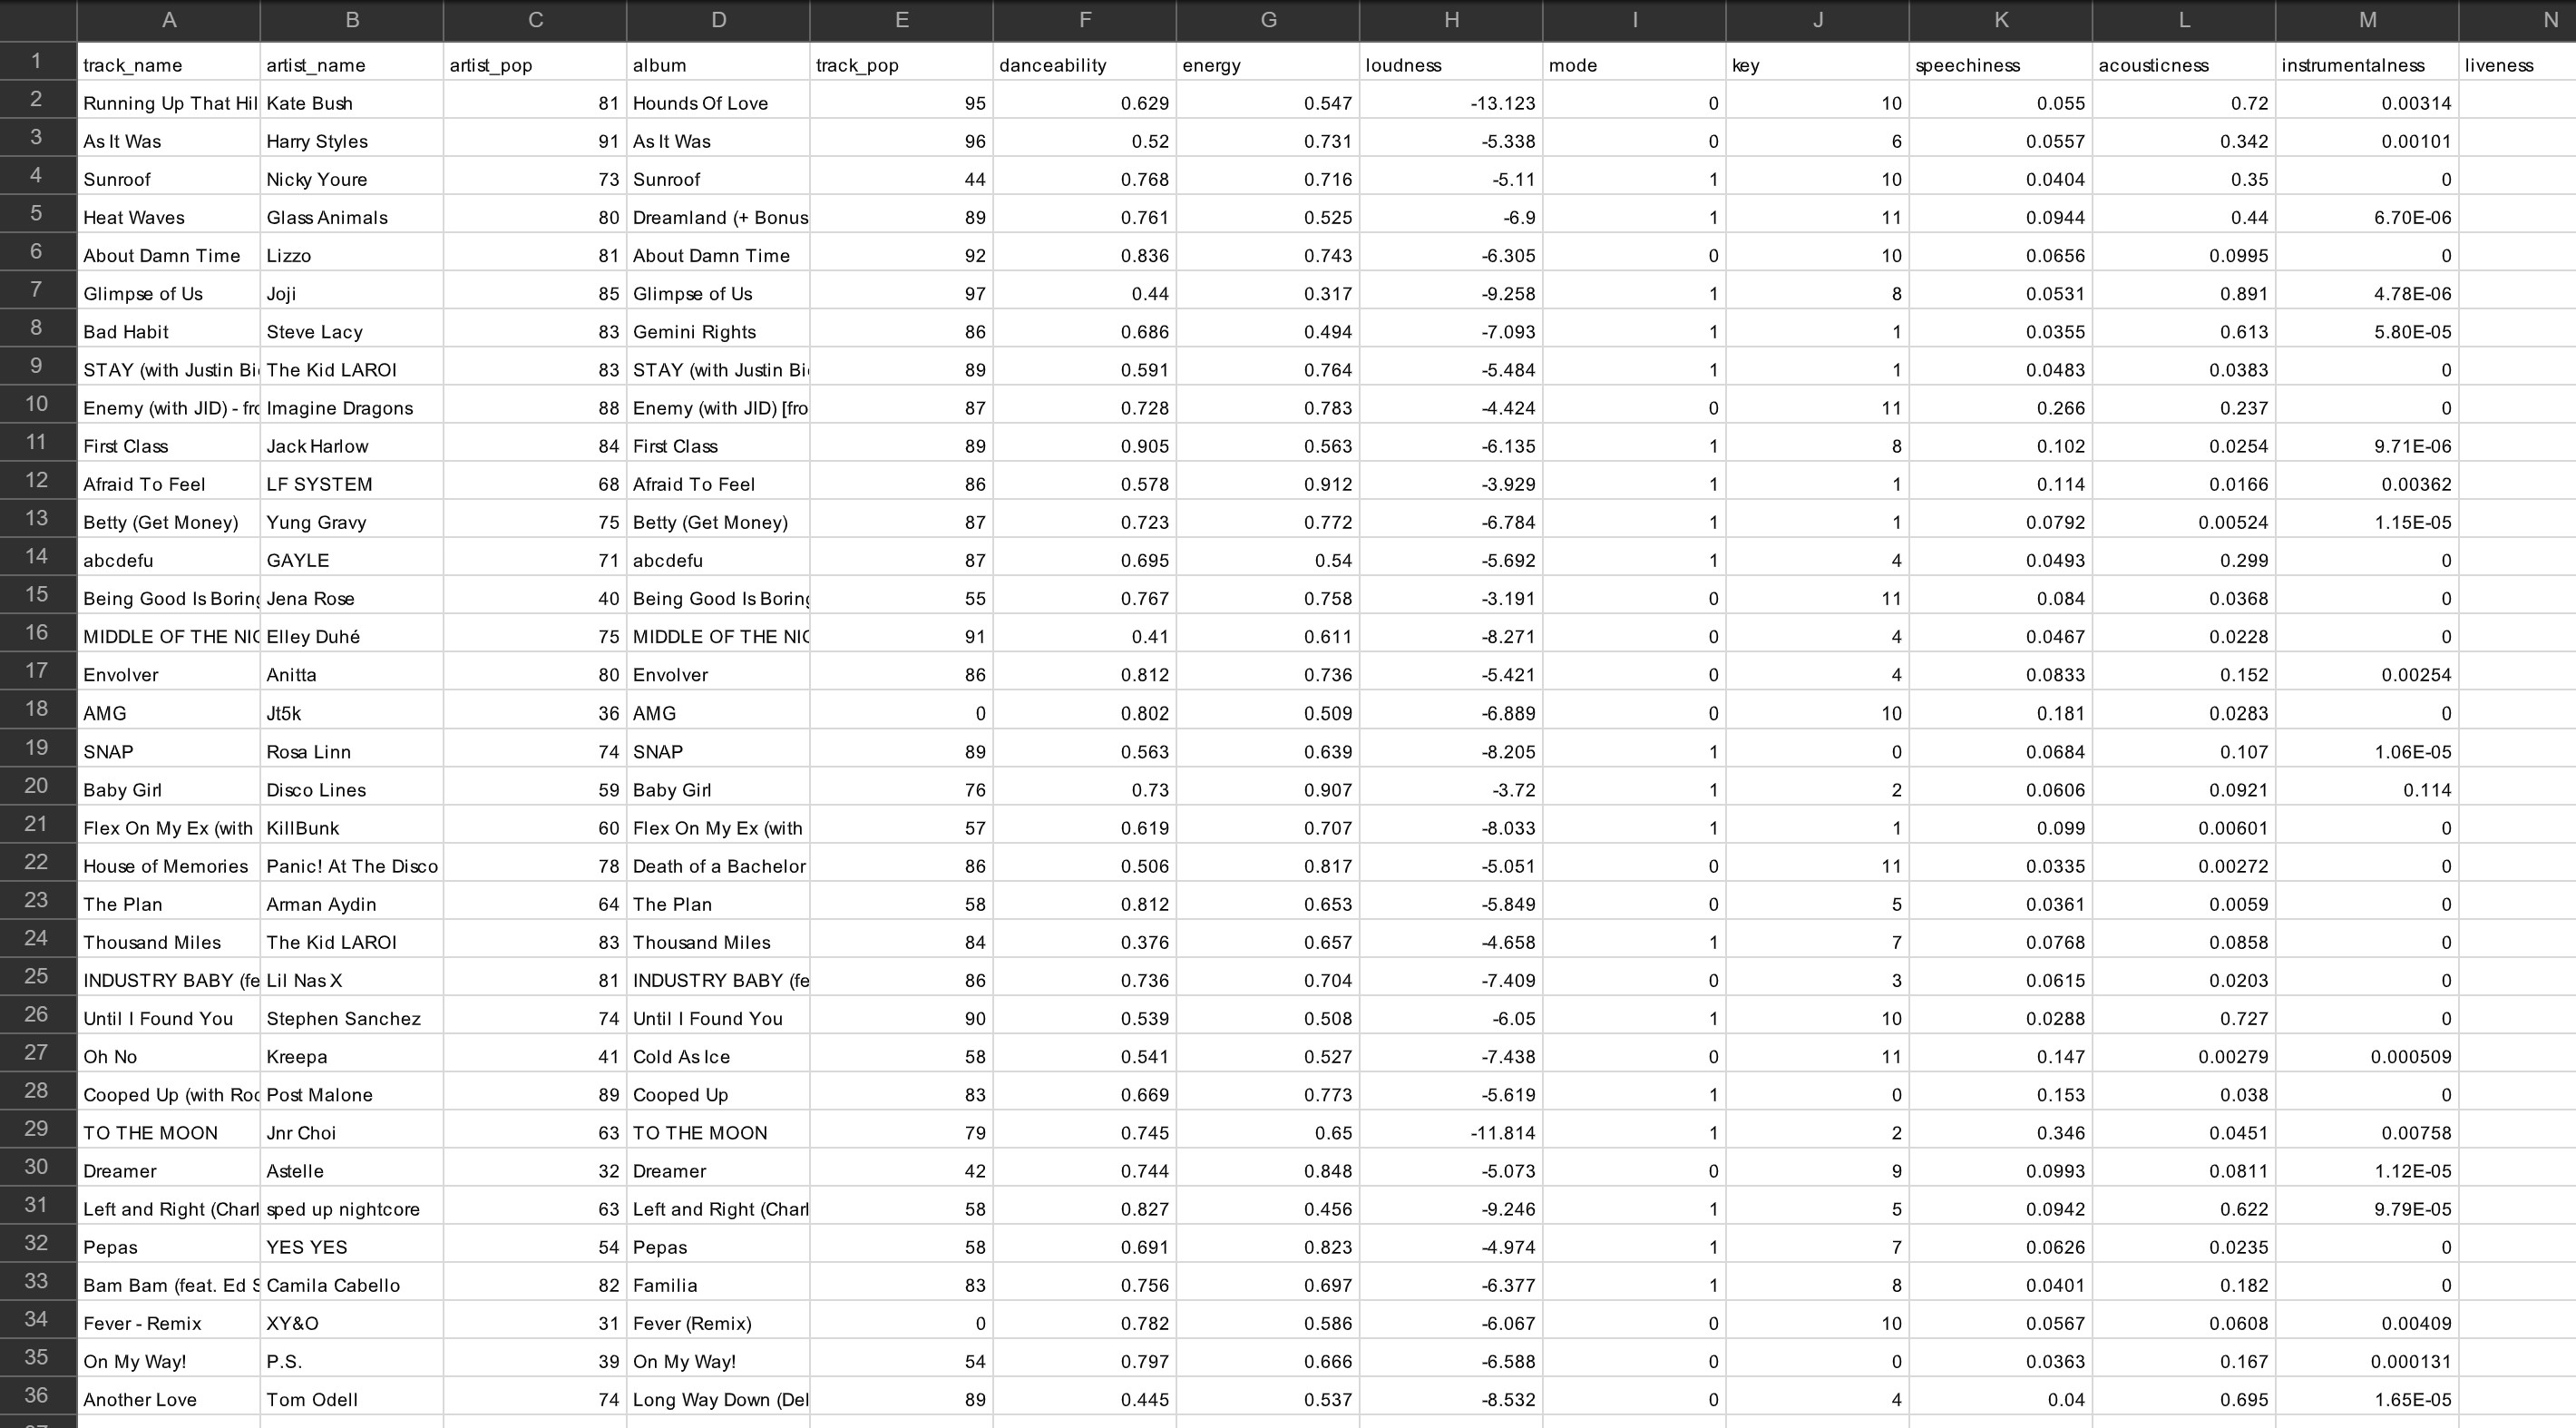 A B C D E F G H I J K L M N
1 track_name artist_name artist_pop album track_pop danceability energy loudness mode key speechiness acousticness instrumentalness liveness
2 Running Up That Hil Kate Bush 81 Hounds Of Love 95 0.629 0.547 -13.123 0 10 0.055 0.72 0.00314
3 As It Was Harry Styles 91 As It Was 96 0.52 0.731 -5.338 0 6 0.0557 0.342 0.00101
4 Sunroof Nicky Youre 73 Sunroof 44 0.768 0.716 -5.11 1 10 0.0404 0.35 0
5 Heat Waves Glass Animals 80 Dreamland (+ Bonus 89 0.761 0.525 -6.9 1 11 0.0944 0.44 6.70E-06
6 About Damn Time Lizzo 81 About Damn Time 92 0.836 0.743 -6.305 0 10 0.0656 0.0995 0
7 Glimpse of Us Joji 85 Glimpse of Us 97 0.44 0.317 -9.258 1 8 0.0531 0.891 4.78E-06
8 Bad Habit Steve Lacy 83 Gemini Rights 86 0.686 0.494 -7.093 1 1 0.0355 0.613 5.80E-05
9 STAY (with Justin Bi The Kid LAROI 83 STAY (with Justin Bi 89 0.591 0.764 -5.484 1 1 0.0483 0.0383 0
10 Enemy (with JID) - fro Imagine Dragons 88 Enemy (with JID) [fro 87 0.728 0.783 -4.424 0 11 0.266 0.237 0
11 First Class Jack Harlow 84 First Class 89 0.905 0.563 -6.135 1 8 0.102 0.0254 9.71E-06
12 Afraid To Feel LF SYSTEM 68 Afraid To Feel 86 0.578 0.912 -3.929 1 1 0.114 0.0166 0.00362
13 Betty (Get Money) Yung Gravy 75 Betty (Get Money) 87 0.723 0.772 -6.784 1 1 0.0792 0.00524 1.15E-05
14 abcdefu GAYLE 71 abcdefu 87 0.695 0.54 -5.692 1 4 0.0493 0.299 0
15 Being Good Is Boring Jena Rose 40 Being Good Is Boring 55 0.767 0.758 -3.191 0 11 0.084 0.0368 0
16 MIDDLE OF THE NIG Elley Duhé 75 MIDDLE OF THE NIG 91 0.41 0.611 -8.271 0 4 0.0467 0.0228 0
17 Envolver Anitta 80 Envolver 86 0.812 0.736 -5.421 0 4 0.0833 0.152 0.00254
18 AMG Jt5k 36 AMG 0 0.802 0.509 -6.889 0 10 0.181 0.0283 0
19 SNAP Rosa Linn 74 SNAP 89 0.563 0.639 -8.205 1 0 0.0684 0.107 1.06E-05
20 Baby Girl Disco Lines 59 Baby Girl 76 0.73 0.907 -3.72 1 2 0.0606 0.0921 0.114
21 Flex On My Ex (with KillBunk 60 Flex On My Ex (with 57 0.619 0.707 -8.033 1 1 0.099 0.00601 0
22 House of Memories Panic! At The Disco 78 Death of a Bachelor 86 0.506 0.817 -5.051 0 11 0.0335 0.00272 0
23 The Plan Arman Aydin 64 The Plan 58 0.812 0.653 -5.849 0 5 0.0361 0.0059 0
24 Thousand Miles The Kid LAROI 83 Thousand Miles 84 0.376 0.657 -4.658 1 7 0.0768 0.0858 0
25 INDUSTRY BABY (fe Lil Nas X 81 INDUSTRY BABY (fe 86 0.736 0.704 -7.409 0 3 0.0615 0.0203 0
26 Until I Found You Stephen Sanchez 74 Until I Found You 90 0.539 0.508 -6.05 1 10 0.0288 0.727 0
27 Oh No Kreepa 41 Cold As Ice 58 0.541 0.527 -7.438 0 11 0.147 0.00279 0.000509
28 Cooped Up (with Roc Post Malone 89 Cooped Up 83 0.669 0.773 -5.619 1 0 0.153 0.038 0
29 TO THE MOON Jnr Choi 63 TO THE MOON 79 0.745 0.65 -11.814 1 2 0.346 0.0451 0.00758
30 Dreamer Astelle 32 Dreamer 42 0.744 0.848 -5.073 0 9 0.0993 0.0811 1.12E-05
31 Left and Right (Charl sped up nightcore 63 Left and Right (Charl 58 0.827 0.456 -9.246 1 5 0.0942 0.622 9.79E-05
32 Pepas YES YES 54 Pepas 58 0.691 0.823 -4.974 1 7 0.0626 0.0235 0
33 Bam Bam (feat. Ed S Camila Cabello 82 Familia 83 0.756 0.697 -6.377 1 8 0.0401 0.182 0
34 Fever - Remix XY&O 31 Fever (Remix) 0 0.782 0.586 -6.067 0 10 0.0567 0.0608 0.00409
35 On My Way! P.S. 39 On My Way! 54 0.797 0.666 -6.588 0 0 0.0363 0.167 0.000131
36 Another Love Tom Odell 74 Long Way Down (Del 89 0.445 0.537 -8.532 0 4 0.04 0.695 1.65E-05